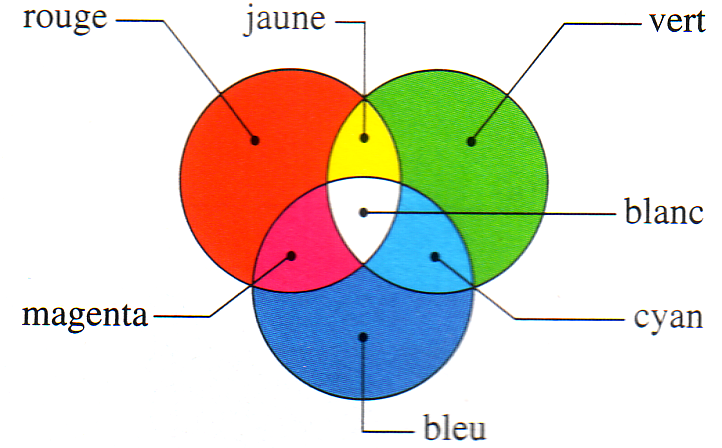 rouge
jaune
vert
blanc
magenta
cyan
bleu